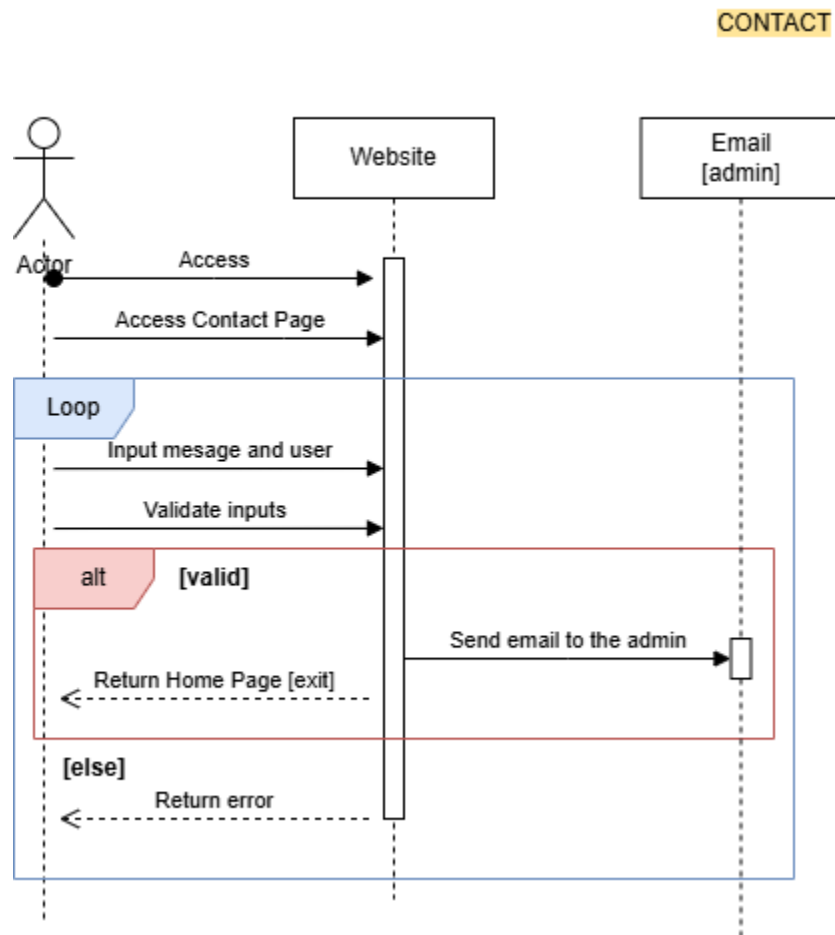 CONTACT
Website
Email
[admin]
Actor
Access
Access Contact Page
Loop
Input mesage and user
Validate inputs
alt
[valid]
Send email to the admin
Return Home Page [exit]
[else]
Return error